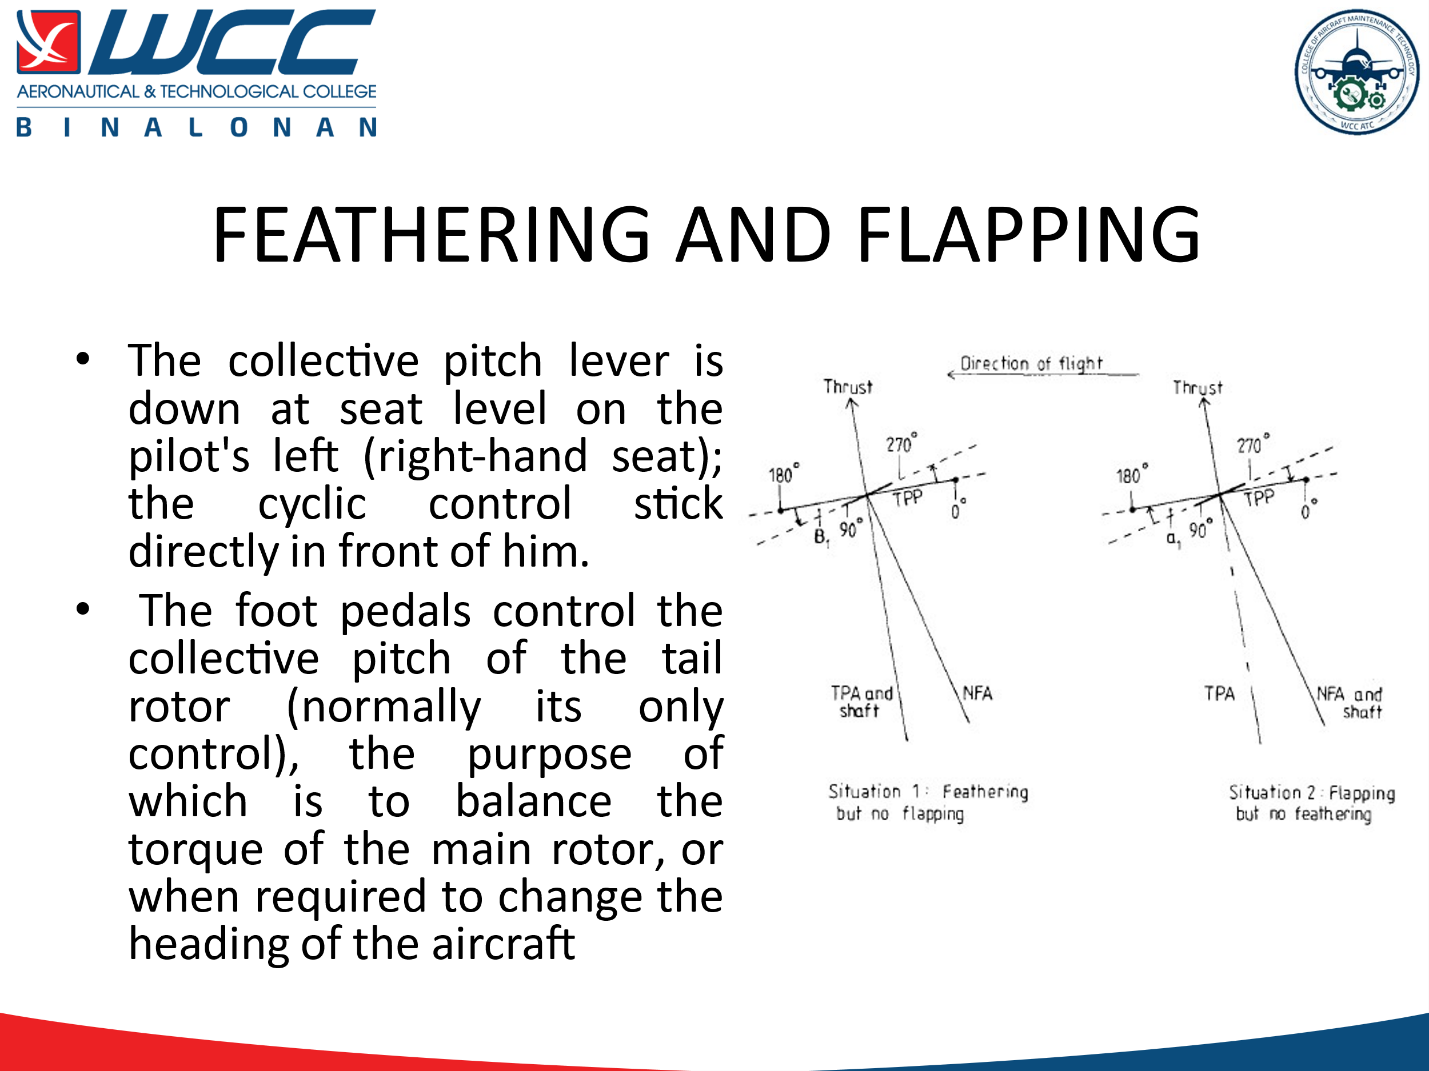 WCC
AERONAUTICAL & TECHNOLOGICAL COLLEGE
BINALONAN
COLLEGE OF AIRCRAFT MAINTENANCE TECHNOLOGY
WCC ATC
FEATHERING AND FLAPPING
• The collective pitch lever is
down at seat level on the
pilot's left (right-hand seat);
the cyclic control stick
directly in front of him.
• The foot pedals control the
collective pitch of the tail
rotor (normally its only
control), the purpose of
which is to balance the
torque of the main rotor, or
when required to change the
heading of the aircraft
Direction of flight
Thrust
270°
180°
TPP
0°
B₁ 90°
TPA and
shaft
NFA
Situation 1: Feathering
but no flapping
Thrust
270°
180°
TPP
0°
a₁ 90°
TPA
NFA and
shaft
Situation 2: Flapping
but no feathering